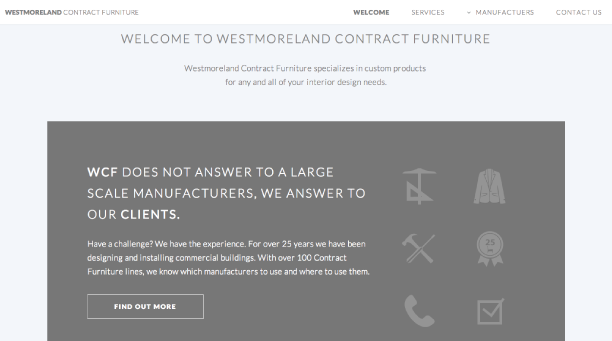 WESTMORELAND CONTRACT FURNITURE
WELCOME SERVICES MANUFACTUERS CONTACT US
WELCOME TO WESTMORELAND CONTRACT FURNITURE
Westmoreland Contract Furniture specializes in custom products
for any and all of your interior design needs.
WCF DOES NOT ANSWER TO A LARGE
SCALE MANUFACTURERS, WE ANSWER TO
OUR CLIENTS.
Have a challenge? We have the experience. For over 25 years we have been
designing and installing commercial buildings. With over 100 Contract
Furniture lines, we know which manufacturers to use and where to use them.
FIND OUT MORE
25